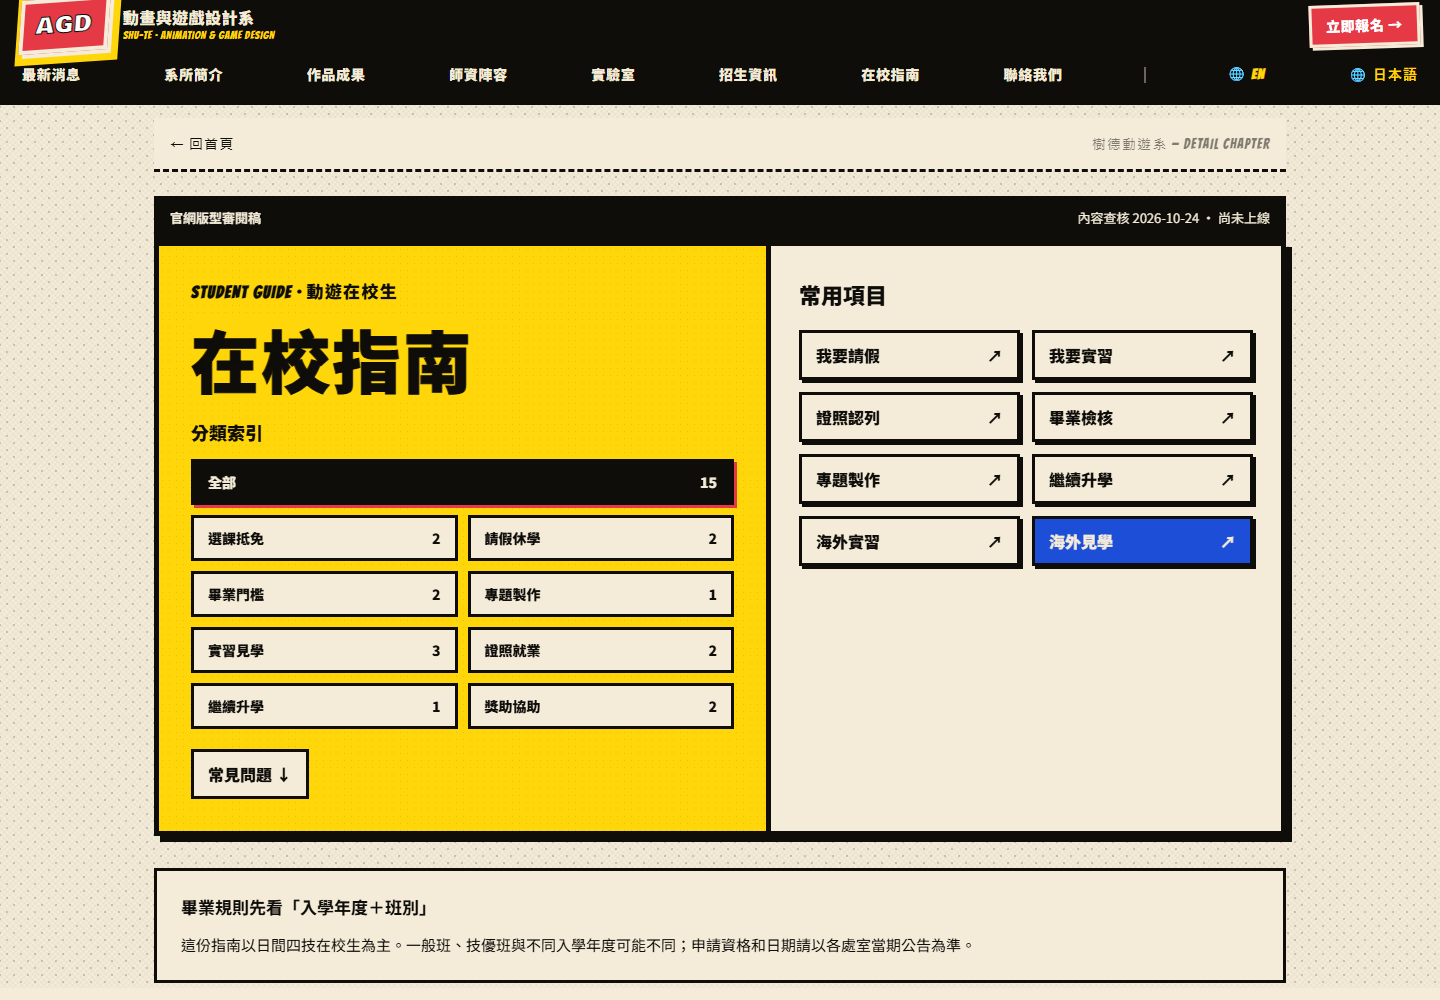 AGD
動畫與遊戲設計系
SHU-TE · ANIMATION & GAME DESIGN
立即報名 →
最新消息 系所簡介 作品成果 師資陣容 實驗室 招生資訊 在校指南 聯絡我們 | EN 日本語
← 回首頁
樹德動遊系 — DETAIL CHAPTER
官網版型審閱稿
內容查核 2026-10-24 · 尚未上線
STUDENT GUIDE · 動遊在校生
在校指南
分類索引
全部 15
選課抵免 2
請假休學 2
畢業門檻 2
專題製作 1
實習見學 3
證照就業 2
繼續升學 1
獎助協助 2
常見問題 ↓
常用項目
我要請假 ↗
我要實習 ↗
證照認列 ↗
畢業檢核 ↗
專題製作 ↗
繼續升學 ↗
海外實習 ↗
海外見學 ↗
畢業規則先看「入學年度＋班別」
這份指南以日間四技在校生為主。一般班、技優班與不同入學年度可能不同；申請資格和日期請以各處室當期公告為準。